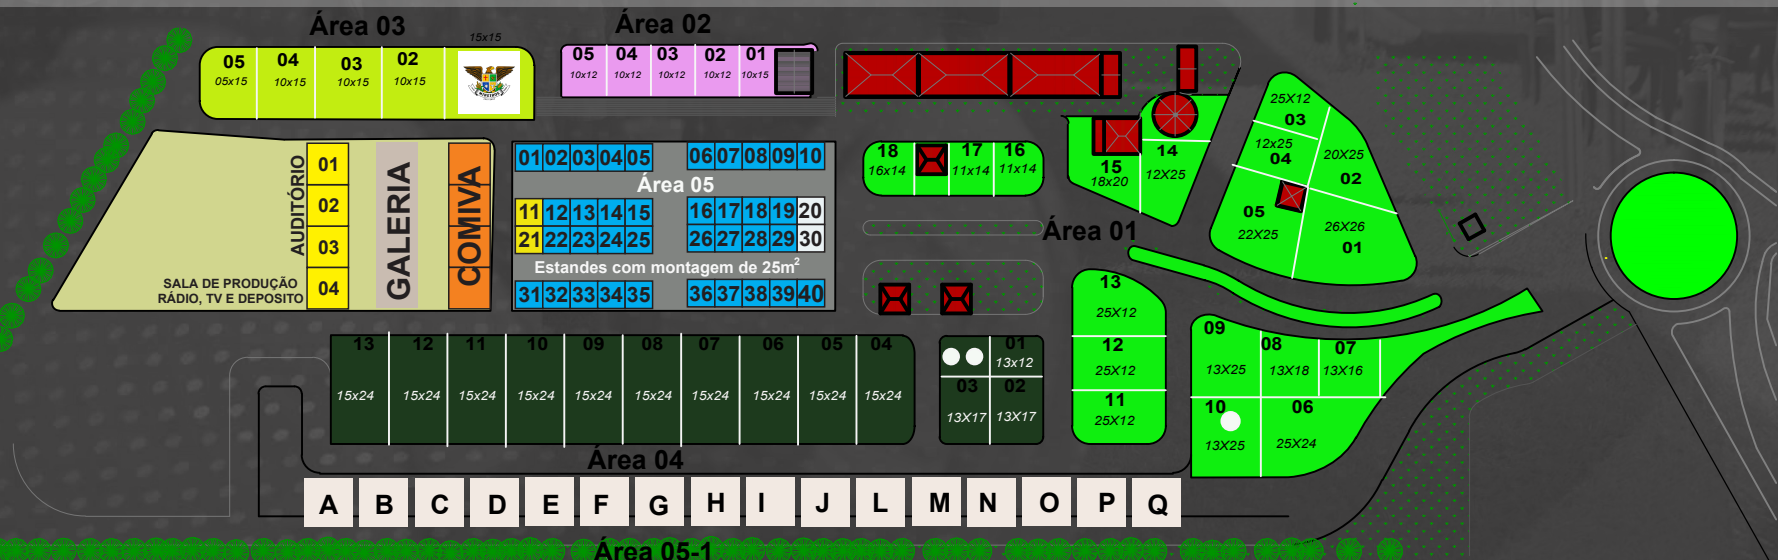 Área 03
15x15
05
04
03
02
05x15
10x15
10x15
10x15
Área 02
05
04
03
02
01
10x12
10x12
10x12
10x12
10x15
AUDITÓRIO
01
02
03
04
GALERIA
COMIVA
SALA DE PRODUÇÃO
RÁDIO, TV E DEPOSITO
01 02 03 04 05 06 07 08 09 10
Área 05
11 12 13 14 15 16 17 18 19 20
21 22 23 24 25 26 27 28 29 30
Estandes com montagem de 25m²
31 32 33 34 35 36 37 38 39 40
18
16x14
17
11x14
16
11x14
15
18x20
14
12X25
25X12
03
12x25
04
20X25
02
05
22X25
26X26
01
Área 01
13
25X12
12
25X12
11
25X12
09
13X25
08
13X18
07
13X16
10
13X25
06
25X24
13 12 11 10 09 08 07 06 05 04
15x24 15x24 15x24 15x24 15x24 15x24 15x24 15x24 15x24 15x24
01
13x12
03
13X17
02
13X17
Área 04
A B C D E F G H I J L M N O P Q
Área 05-1